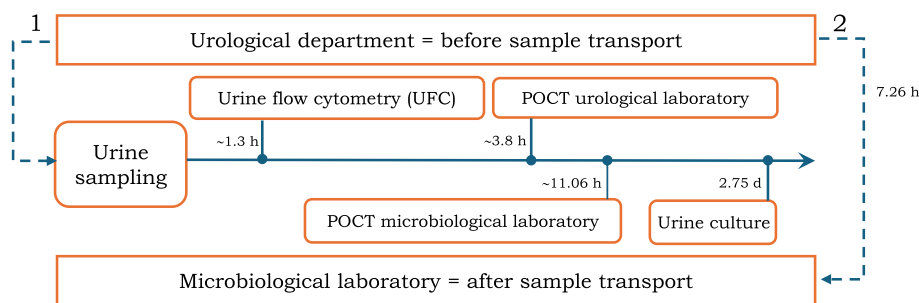 1
2
Urological department = before sample transport
7.26 h
Urine flow cytometry (UFC)
POCT urological laboratory
~1.3 h
~3.8 h
Urine
sampling
~11.06 h
2.75 d
POCT microbiological laboratory
Urine culture
Microbiological laboratory = after sample transport